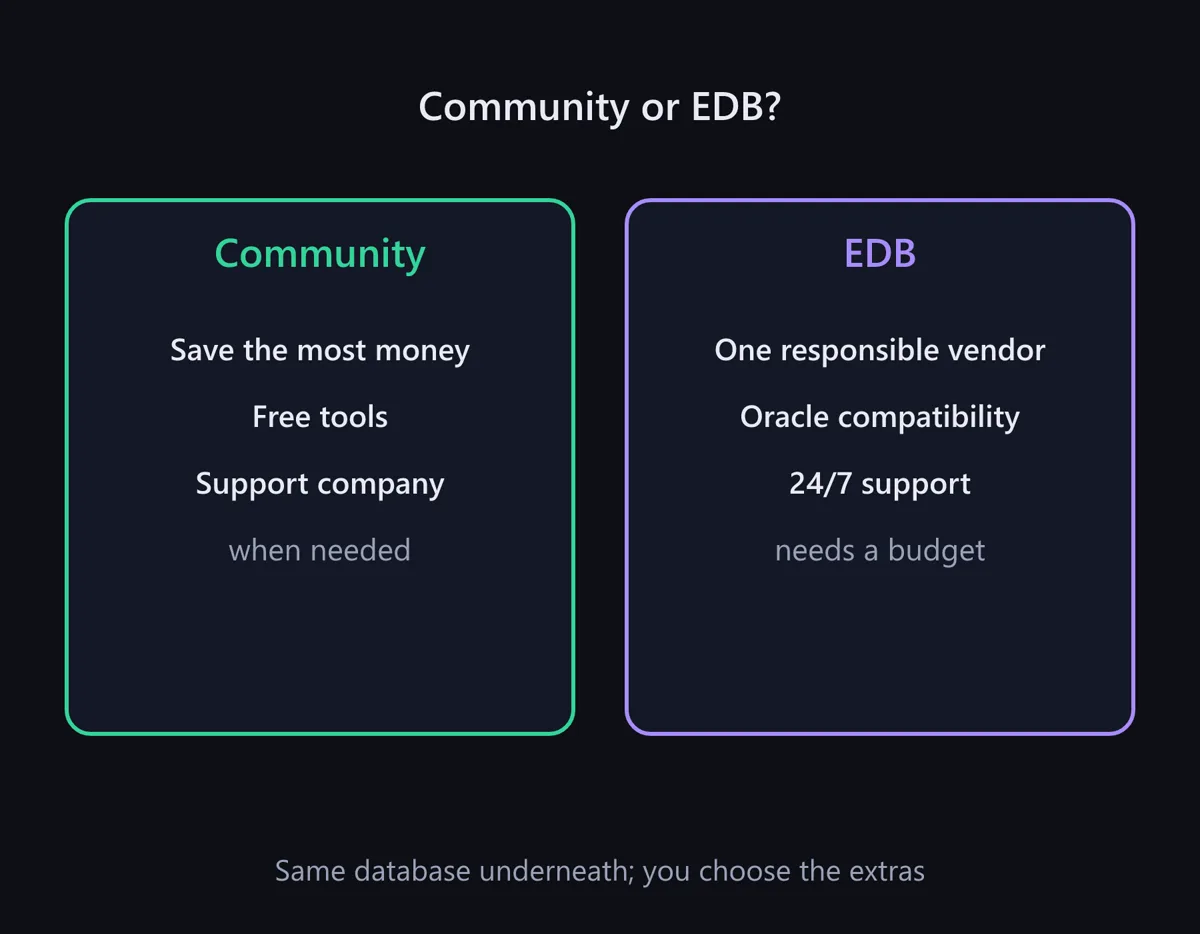 Community or EDB?
Community
Save the most money
Free tools
Support company
when needed
EDB
One responsible vendor
Oracle compatibility
24/7 support
needs a budget
Same database underneath; you choose the extras